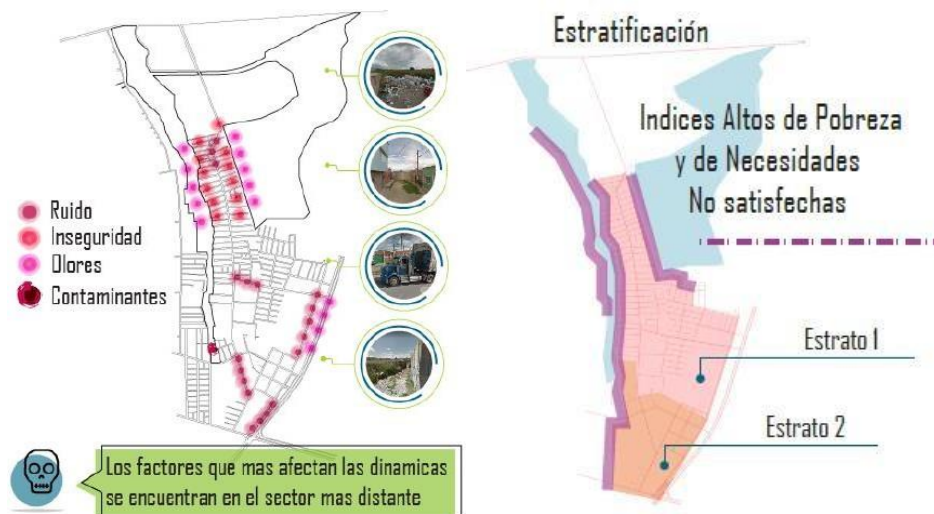 Ruido
Inseguridad
Olores
Contaminantes
Los factores que mas afectan las dinamicas
se encuentran en el sector mas distante
Estratificación
Indices Altos de Pobreza
y de Necesidades
No satisfechas
Estrato 1
Estrato 2